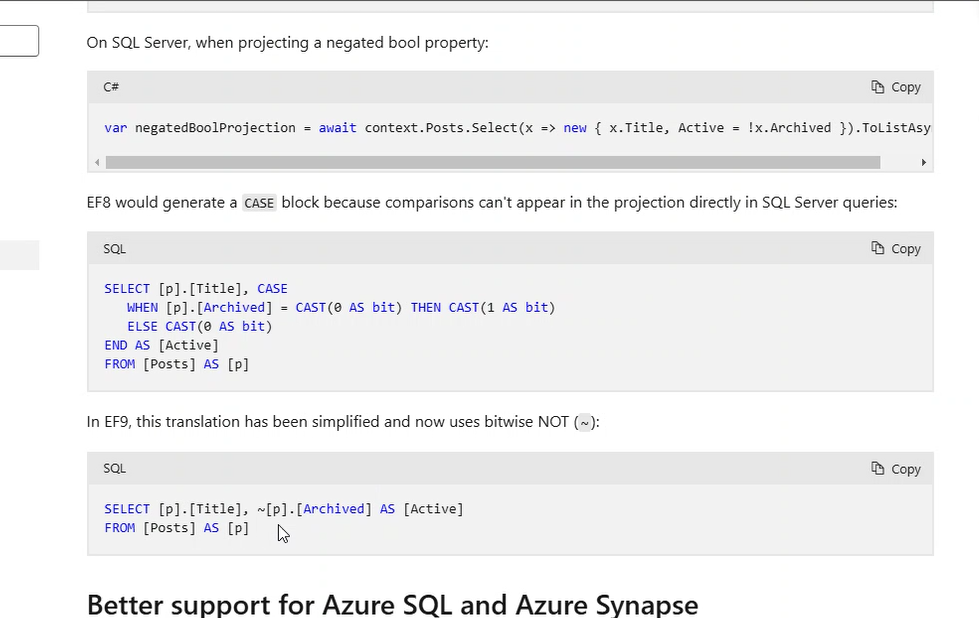 On SQL Server, when projecting a negated bool property:
C#
Copy
var negatedBoolProjection = await context.Posts.Select(x => new { x.Title, Active = !x.Archived }).ToListAsy
EF8 would generate a CASE block because comparisons can't appear in the projection directly in SQL Server queries:
SQL
Copy
SELECT [p].[Title], CASE
WHEN [p].[Archived] = CAST(0 AS bit) THEN CAST(1 AS bit)
ELSE CAST(0 AS bit)
END AS [Active]
FROM [Posts] AS [p]
In EF9, this translation has been simplified and now uses bitwise NOT (~):
SQL
Copy
SELECT [p].[Title], ~[p].[Archived] AS [Active]
FROM [Posts] AS [p]
Better support for Azure SQL and Azure Synapse